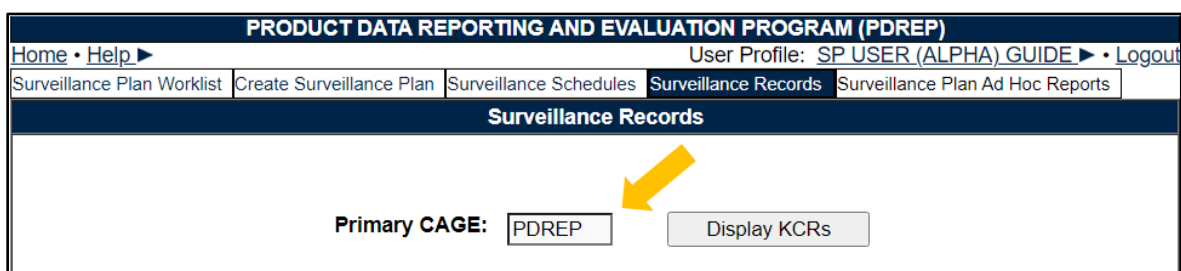 PRODUCT DATA REPORTING AND EVALUATION PROGRAM (PDREP)
Home • Help ▶ User Profile: SP USER (ALPHA) GUIDE ▶ • Logout
Surveillance Plan Worklist Create Surveillance Plan Surveillance Schedules Surveillance Records Surveillance Plan Ad Hoc Reports
Surveillance Records
Primary CAGE: PDREP Display KCRs